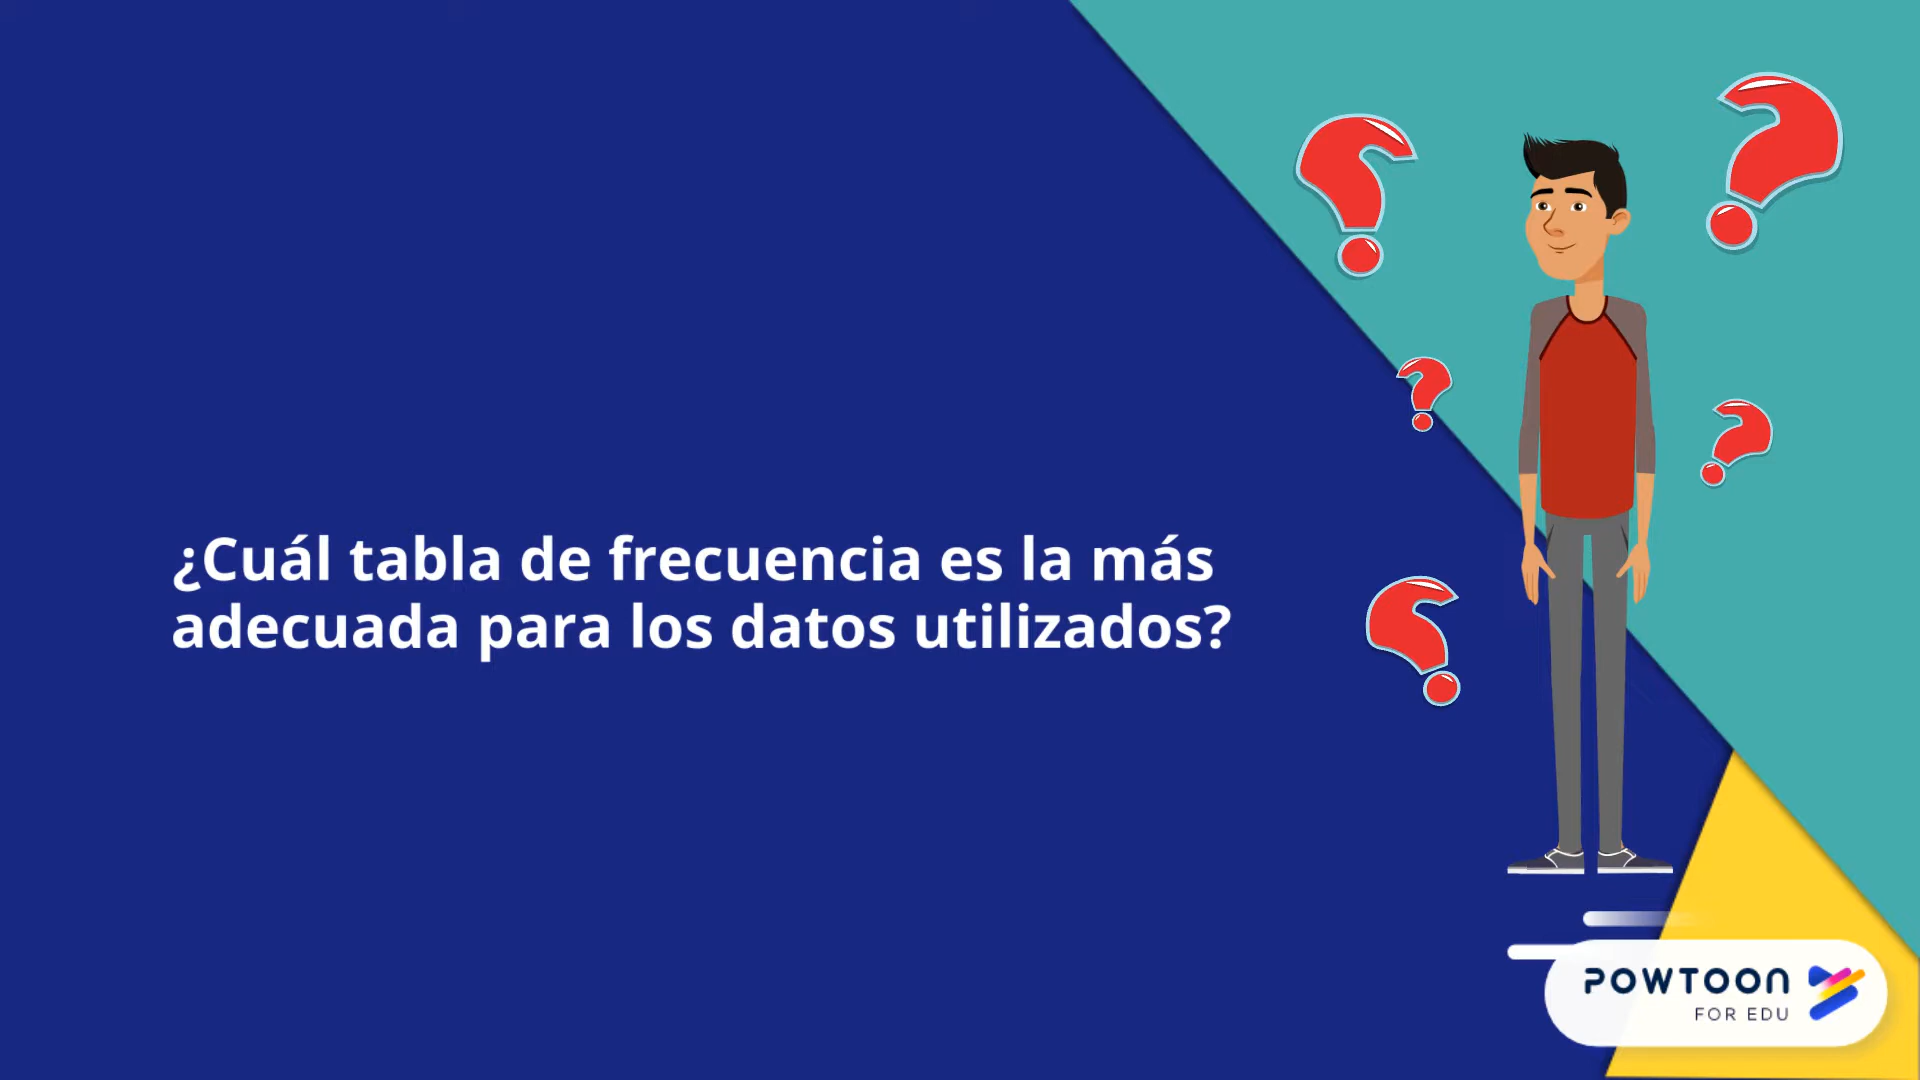 ¿Cuál tabla de frecuencia es la más
adecuada para los datos utilizados?
POWTOON
FOR EDU